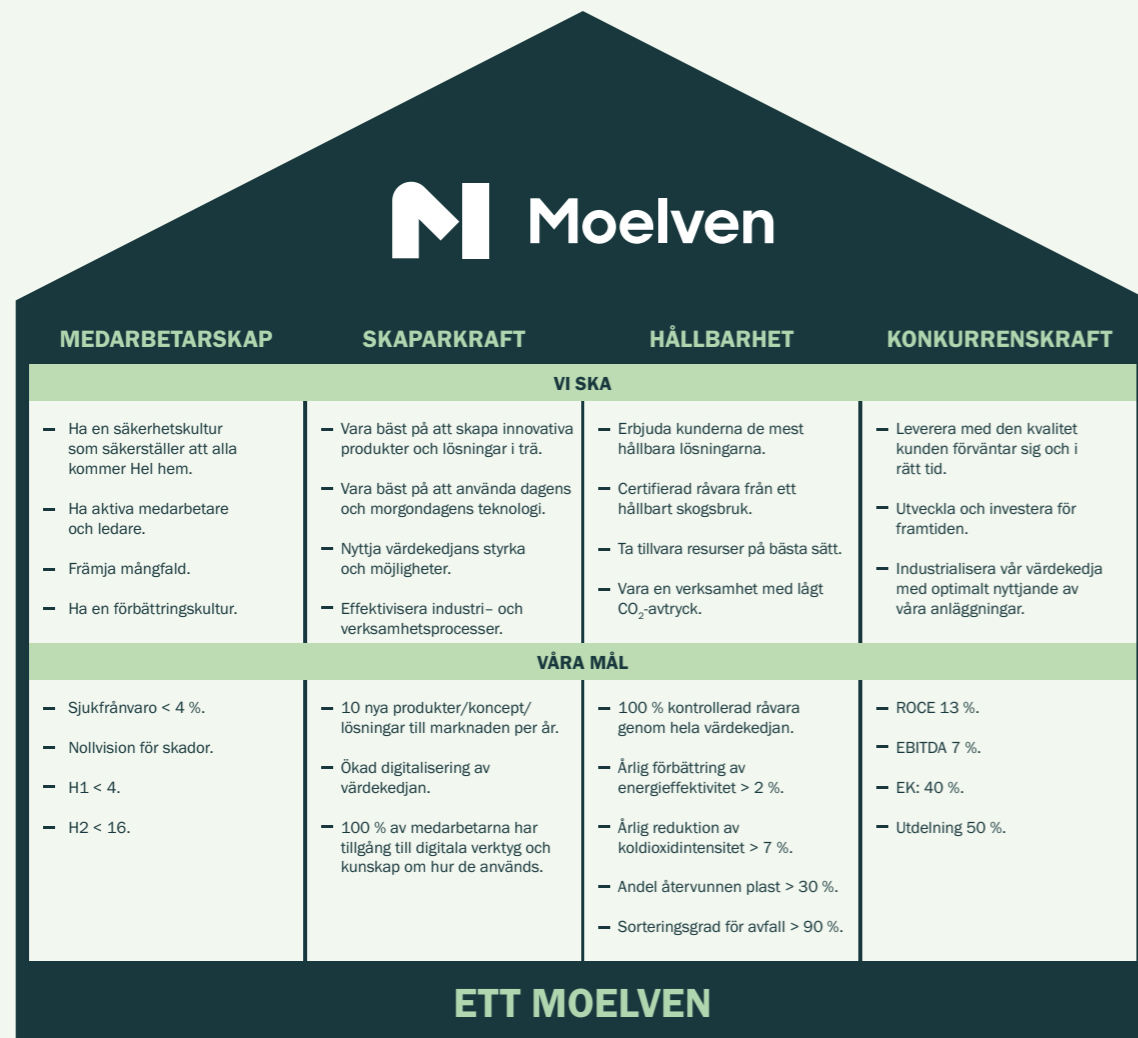 Moelven
MEDARBETARSKAP
SKAPARKRAFT
HÅLLBARHET
KONKURRENSKRAFT
VI SKA
– Ha en säkerhetskultur
som säkerställer att alla
kommer Hel hem.
– Ha aktiva medarbetare
och ledare.
– Främja mångfald.
– Ha en förbättringskultur.
– Vara bäst på att skapa innovativa
produkter och lösningar i trä.
– Vara bäst på att använda dagens
och morgondagens teknologi.
– Nyttja värdekedjans styrka
och möjligheter.
– Effektivisera industri– och
verksamhetsprocesser.
– Erbjuda kunderna de mest
hållbara lösningarna.
– Certifierad råvara från ett
hållbart skogsbruk.
– Ta tillvara resurser på bästa sätt.
– Vara en verksamhet med lågt
CO₂-avtryck.
– Leverera med den kvalitet
kunden förväntar sig och i
rätt tid.
– Utveckla och investera för
framtiden.
– Industrialisera vår värdekedja
med optimalt nyttjande av
våra anläggningar.
VÅRA MÅL
– Sjukfrånvaro < 4 %.
– Nollvision för skador.
– H1 < 4.
– H2 < 16.
– 10 nya produkter/koncept/
lösningar till marknaden per år.
– Ökad digitalisering av
värdekedjan.
– 100 % av medarbetarna har
tillgång till digitala verktyg och
kunskap om hur de används.
– 100 % kontrollerad råvara
genom hela värdekedjan.
– Årlig förbättring av
energieffektivitet > 2 %.
– Årlig reduktion av
koldioxidintensitet > 7 %.
– Andel återvunnen plast > 30 %.
– Sorteringsgrad för avfall > 90 %.
– ROCE 13 %.
– EBITDA 7 %.
– EK: 40 %.
– Utdelning 50 %.
ETT MOELVEN